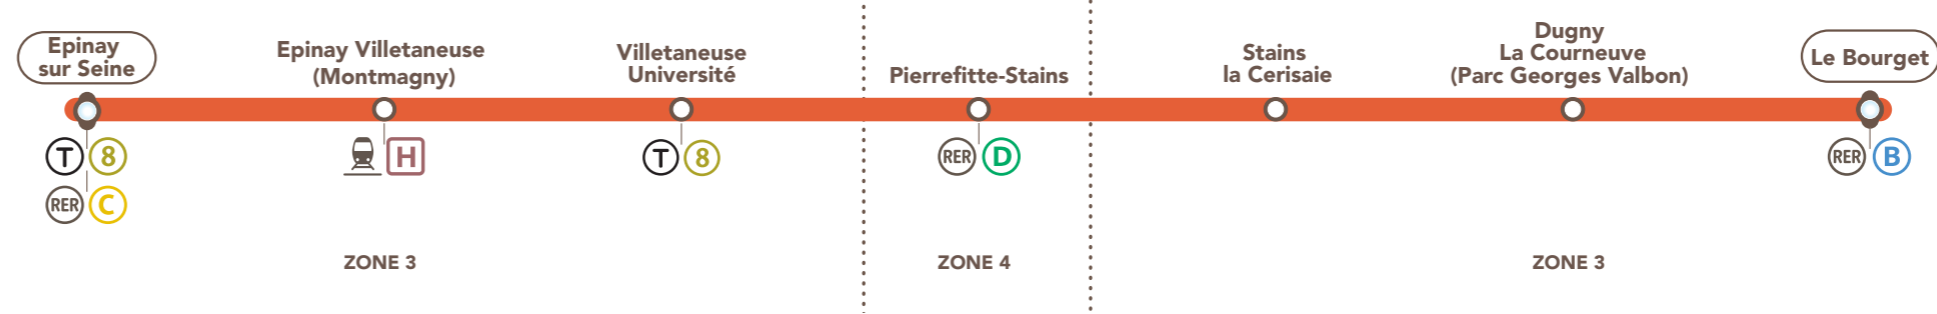 Epinay
sur Seine
Epinay Villetaneuse
(Montmagny)
Villetaneuse
Université
Pierrefitte-Stains
Stains
la Cerisaie
Dugny
La Courneuve
(Parc Georges Valbon)
Le Bourget
T 8
RER C
H
T 8
RER D
RER B
ZONE 3
ZONE 4
ZONE 3